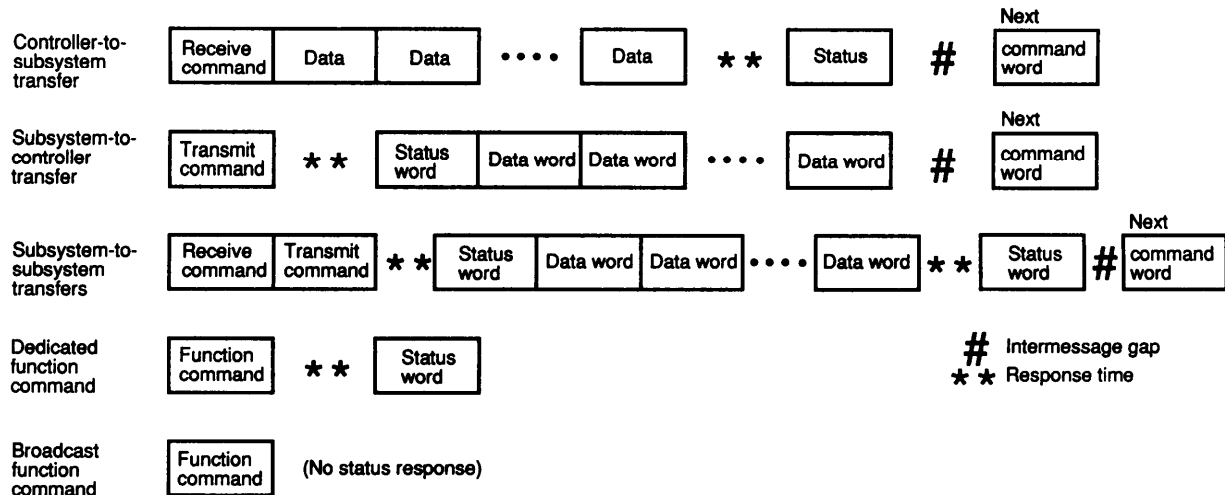 Controller-to-
subsystem
transfer
Receive
command
Data
Data
• • • •
Data
* *
Status
#
Next
command
word
Subsystem-to-
controller
transfer
Transmit
command
* *
Status
word
Data word
Data word
• • • •
Data word
#
Next
command
word
Subsystem-to-
subsystem
transfers
Receive
command
Transmit
command
* *
Status
word
Data word
Data word
• • • •
Data word
* *
Status
word
#
Next
command
word
Dedicated
function
command
Function
command
* *
Status
word
# Intermessage gap
* * Response time
Broadcast
function
command
Function
command
(No status response)